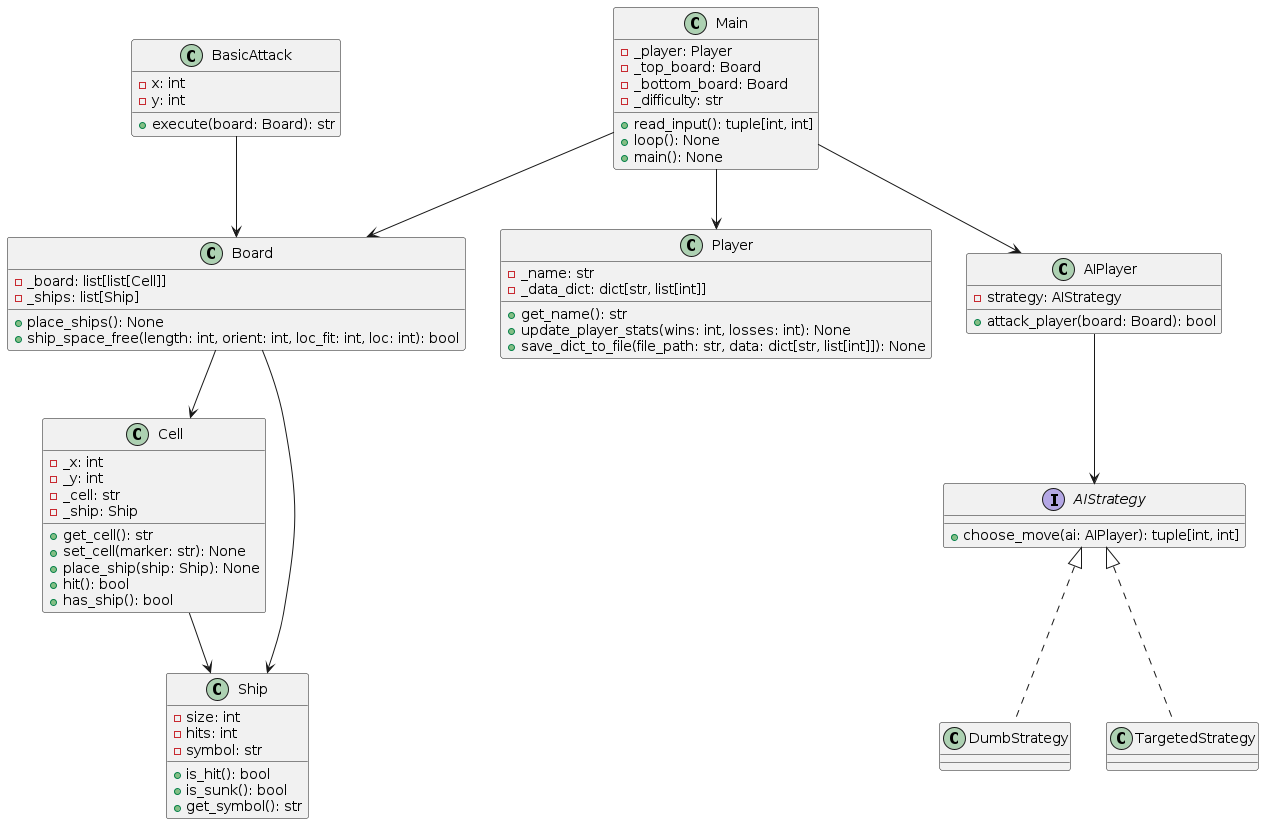 C Main
_player: Player
_top_board: Board
_bottom_board: Board
_difficulty: str
read_input(): tuple[int, int]
loop(): None
main(): None
C BasicAttack
x: int
y: int
execute(board: Board): str
C Board
_board: list[list[Cell]]
_ships: list[Ship]
place_ships(): None
ship_space_free(length: int, orient: int, loc_fit: int, loc: int): bool
C Player
_name: str
_data_dict: dict[str, list[int]]
get_name(): str
update_player_stats(wins: int, losses: int): None
save_dict_to_file(file_path: str, data: dict[str, list[int]]): None
C AIPlayer
strategy: AIStrategy
attack_player(board: Board): bool
C Cell
_x: int
_y: int
_cell: str
_ship: Ship
get_cell(): str
set_cell(marker: str): None
place_ship(ship: Ship): None
hit(): bool
has_ship(): bool
I AIStrategy
choose_move(ai: AIPlayer): tuple[int, int]
C Ship
size: int
hits: int
symbol: str
is_hit(): bool
is_sunk(): bool
get_symbol(): str
C DumbStrategy
C TargetedStrategy